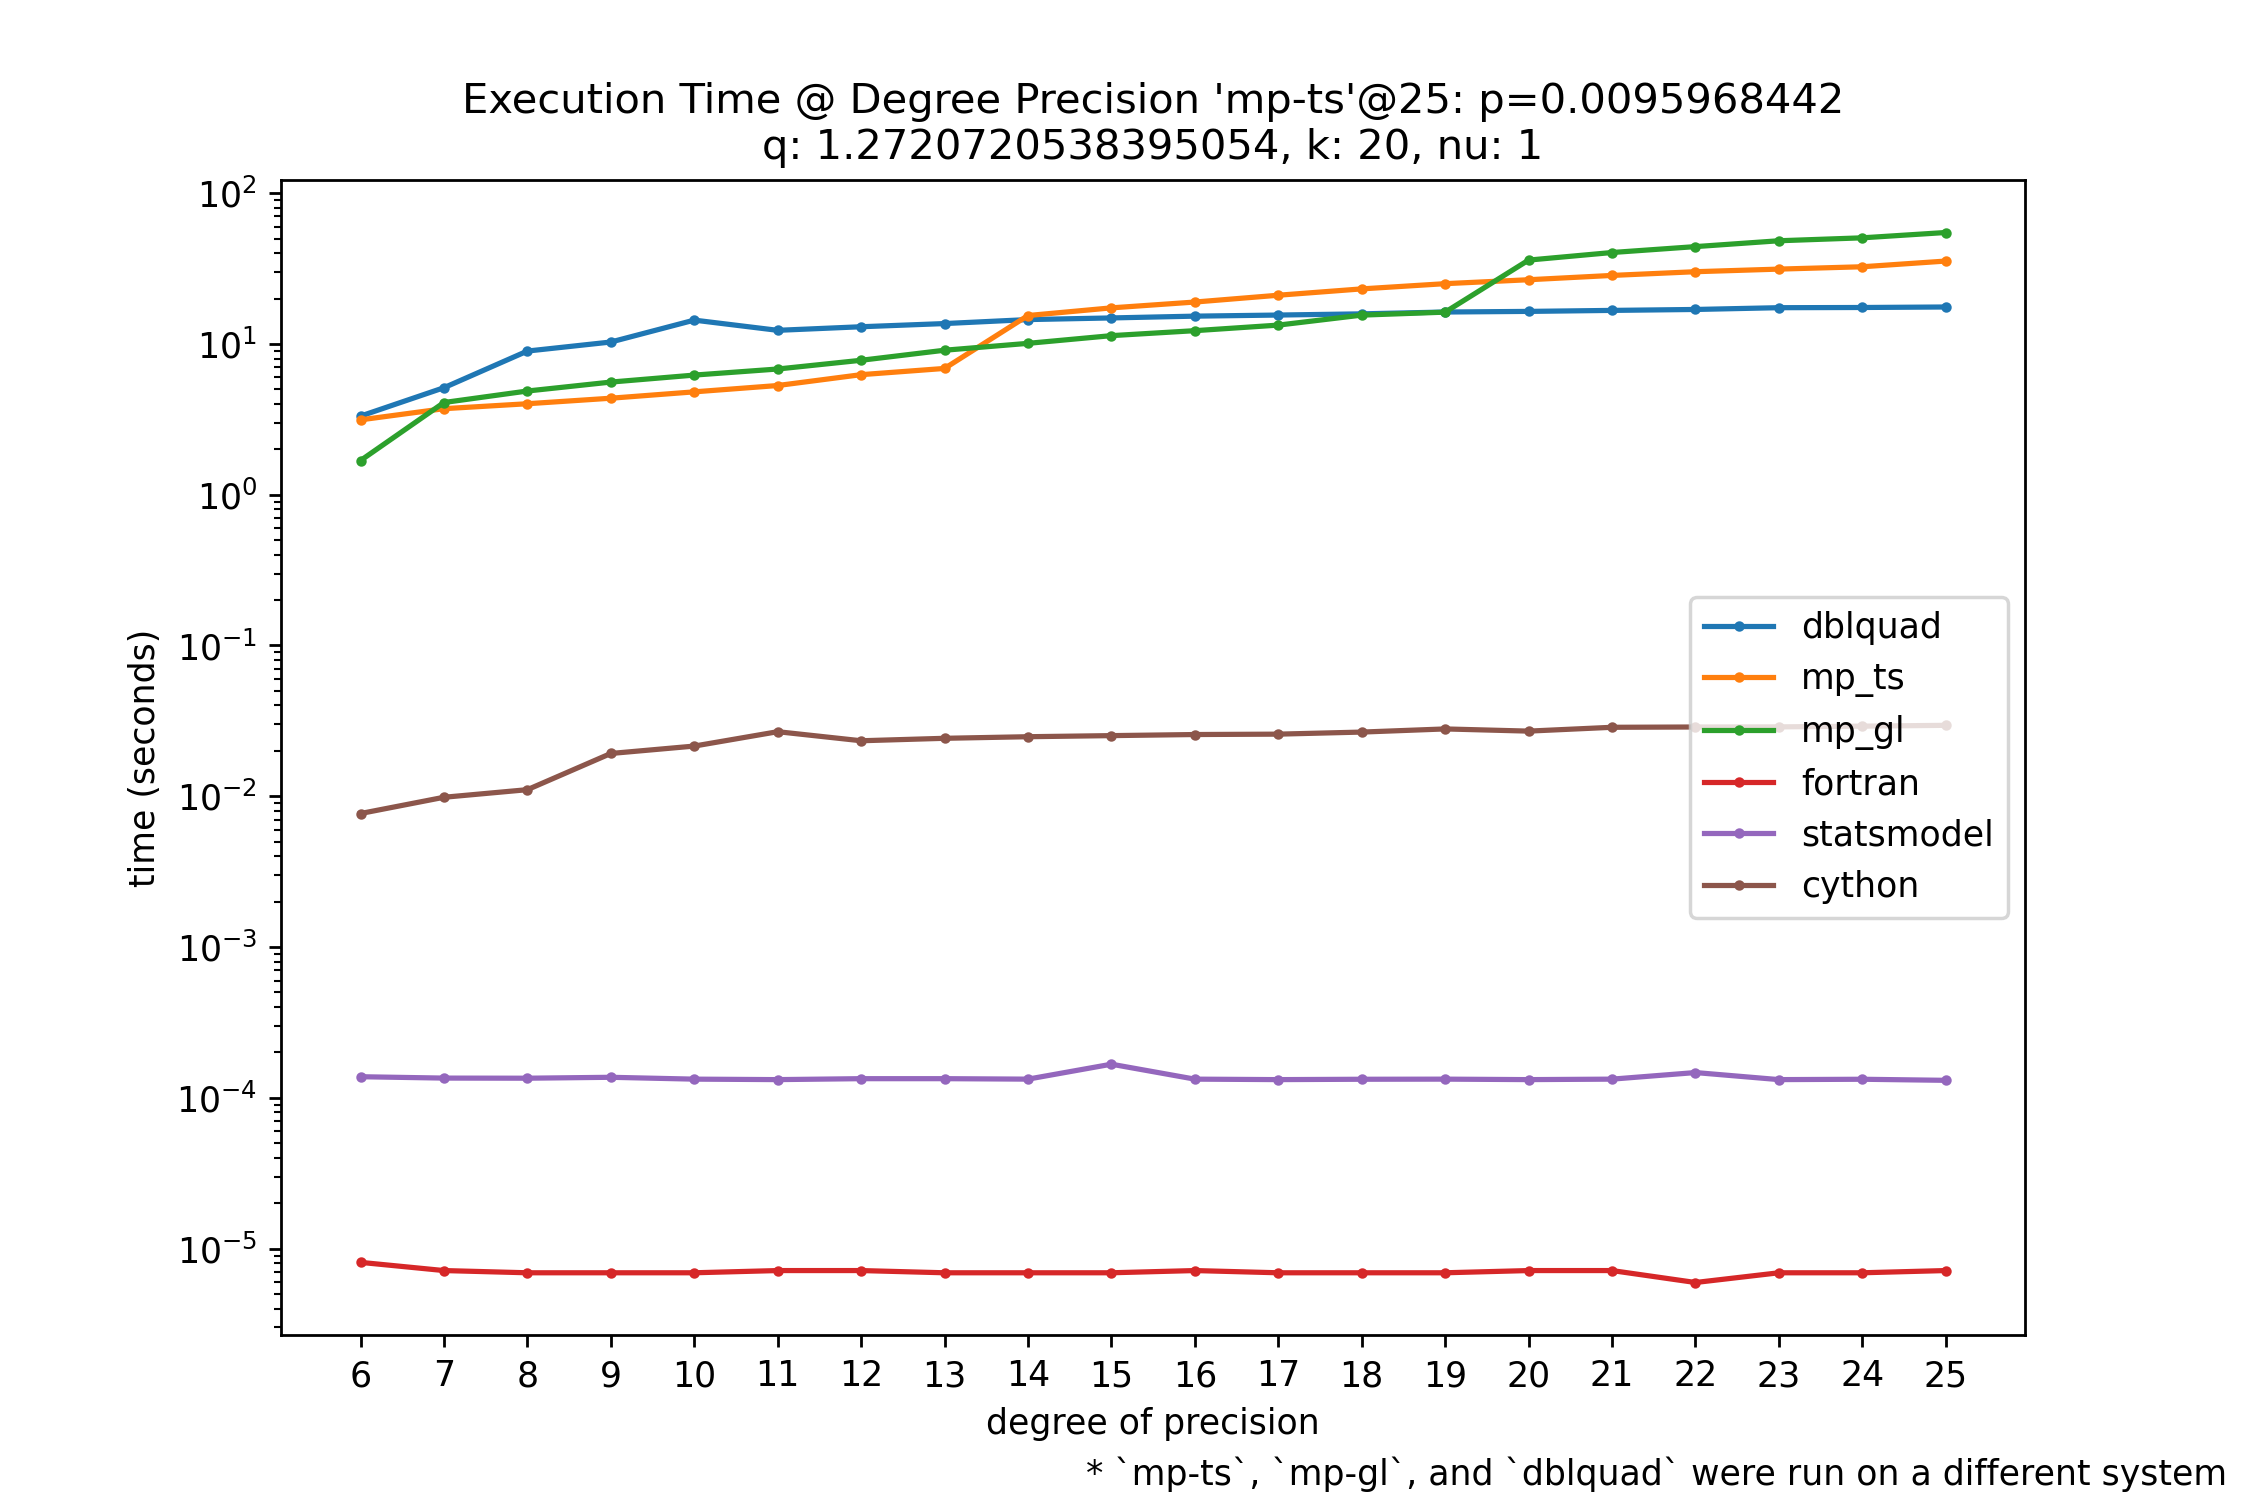 Execution Time @ Degree Precision 'mp-ts'@25: p=0.0095968442
q: 1.2720720538395054, k: 20, nu: 1
10²
10¹
10⁰
10⁻¹
10⁻²
10⁻³
10⁻⁴
10⁻⁵
time (seconds)
dblquad
mp_ts
mp_gl
fortran
statsmodel
cython
6 7 8 9 10 11 12 13 14 15 16 17 18 19 20 21 22 23 24 25
degree of precision
* `mp-ts`, `mp-gl`, and `dblquad` were run on a different system